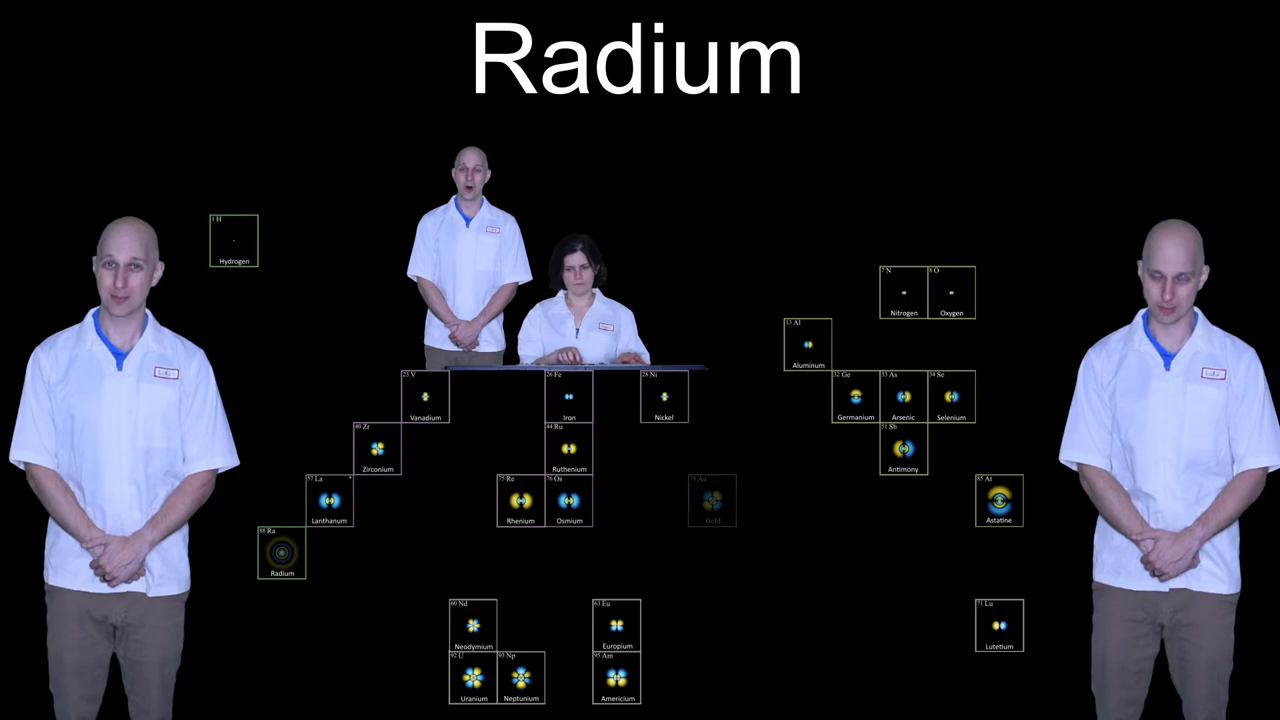 Radium
1 H
Hydrogen
7 N
Nitrogen
8 O
Oxygen
13 Al
Aluminum
23 V
Vanadium
26 Fe
Iron
28 Ni
Nickel
32 Ge
Germanium
33 As
Arsenic
34 Se
Selenium
40 Zr
Zirconium
44 Ru
Ruthenium
51 Sb
Antimony
57 La *
Lanthanum
75 Re
Rhenium
76 Os
Osmium
79 Au
Gold
85 At
Astatine
88 Ra
Radium
60 Nd
Neodymium
63 Eu
Europium
71 Lu
Lutetium
92 U
Uranium
93 Np
Neptunium
95 Am
Americium